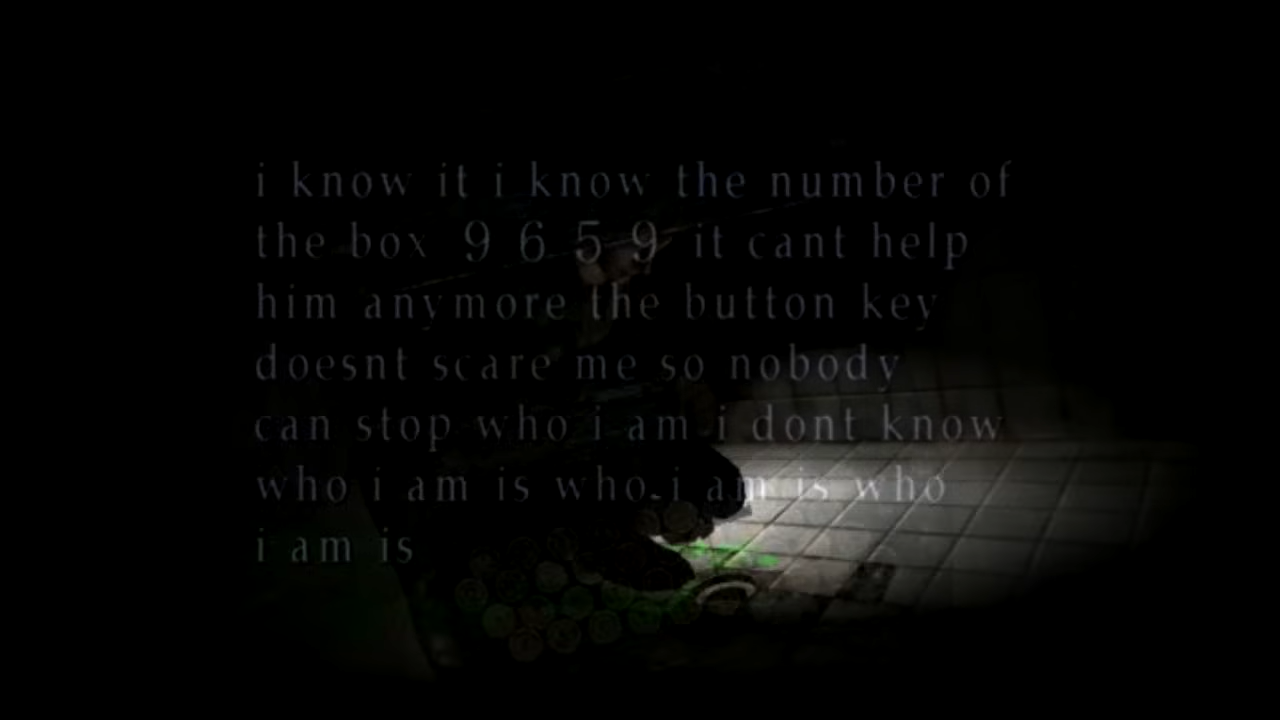 i know it i know the number of
the box 9 6 5 9 it cant help
him anymore the button key
doesnt scare me so nobody
can stop who i am i dont know
who i am is who i am is who
i am is